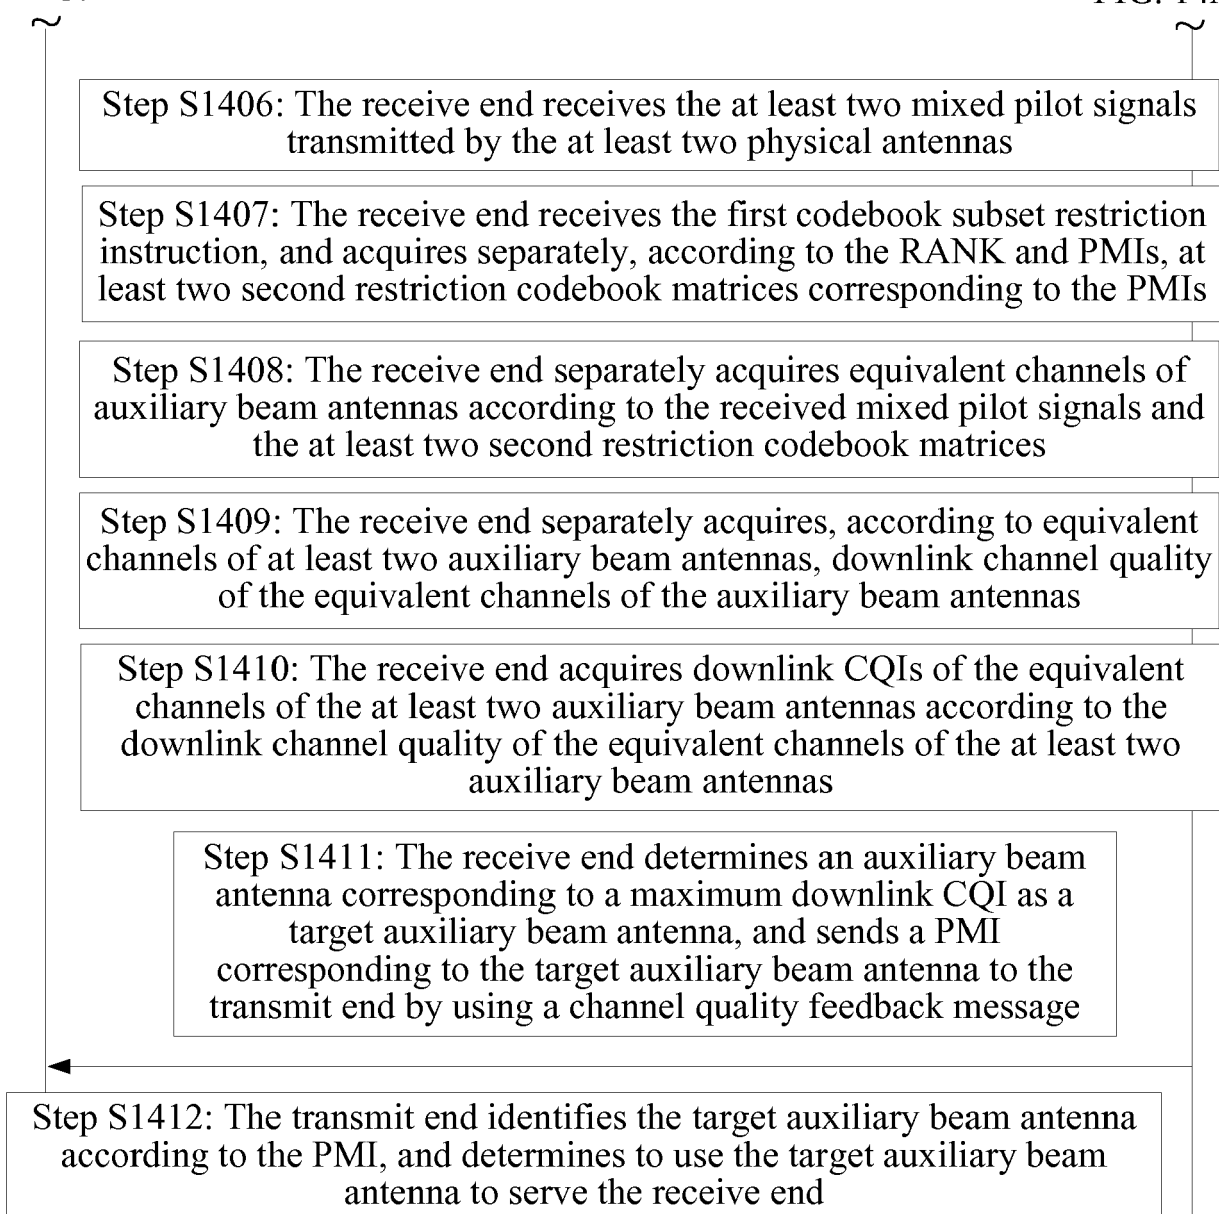 Step S1406: The receive end receives the at least two mixed pilot signals
transmitted by the at least two physical antennas
Step S1407: The receive end receives the first codebook subset restriction
instruction, and acquires separately, according to the RANK and PMIs, at
least two second restriction codebook matrices corresponding to the PMIs
Step S1408: The receive end separately acquires equivalent channels of
auxiliary beam antennas according to the received mixed pilot signals and
the at least two second restriction codebook matrices
Step S1409: The receive end separately acquires, according to equivalent
channels of at least two auxiliary beam antennas, downlink channel quality
of the equivalent channels of the auxiliary beam antennas
Step S1410: The receive end acquires downlink CQIs of the equivalent
channels of the at least two auxiliary beam antennas according to the
downlink channel quality of the equivalent channels of the at least two
auxiliary beam antennas
Step S1411: The receive end determines an auxiliary beam
antenna corresponding to a maximum downlink CQI as a
target auxiliary beam antenna, and sends a PMI
corresponding to the target auxiliary beam antenna to the
transmit end by using a channel quality feedback message
Step S1412: The transmit end identifies the target auxiliary beam antenna
according to the PMI, and determines to use the target auxiliary beam
antenna to serve the receive end